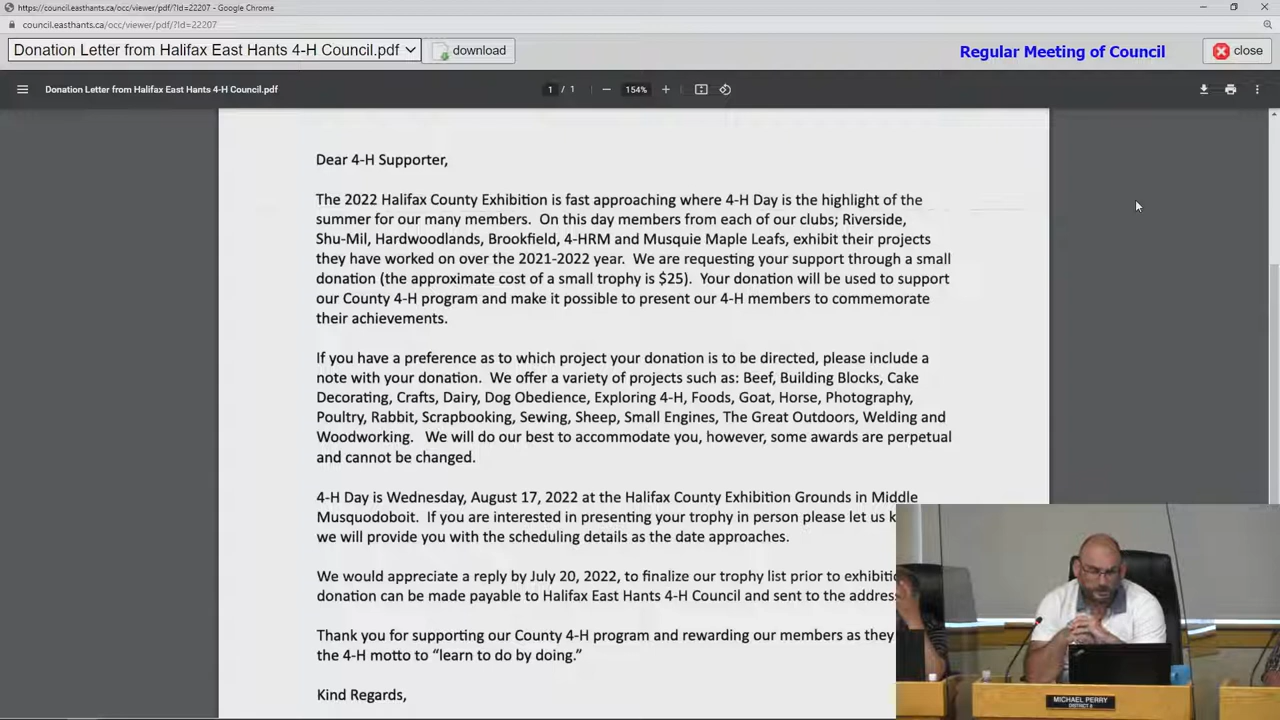 https://council.easthants.ca/occ/viewer/pdf/?Id=22207 - Google Chrome
council.easthants.ca/occ/viewer/pdf/?Id=22207
Donation Letter from Halifax East Hants 4-H Council.pdf
download
Regular Meeting of Council
close
Donation Letter from Halifax East Hants 4-H Council.pdf
1 / 1
154%
Dear 4-H Supporter,
The 2022 Halifax County Exhibition is fast approaching where 4-H Day is the highlight of the
summer for our many members. On this day members from each of our clubs; Riverside,
Shu-Mil, Hardwoodlands, Brookfield, 4-HRM and Musquie Maple Leafs, exhibit their projects
they have worked on over the 2021-2022 year. We are requesting your support through a small
donation (the approximate cost of a small trophy is $25). Your donation will be used to support
our County 4-H program and make it possible to present our 4-H members to commemorate
their achievements.
If you have a preference as to which project your donation is to be directed, please include a
note with your donation. We offer a variety of projects such as: Beef, Building Blocks, Cake
Decorating, Crafts, Dairy, Dog Obedience, Exploring 4-H, Foods, Goat, Horse, Photography,
Poultry, Rabbit, Scrapbooking, Sewing, Sheep, Small Engines, The Great Outdoors, Welding and
Woodworking. We will do our best to accommodate you, however, some awards are perpetual
and cannot be changed.
4-H Day is Wednesday, August 17, 2022 at the Halifax County Exhibition Grounds in Middle
Musquodoboit. If you are interested in presenting your trophy in person please let us k
we will provide you with the scheduling details as the date approaches.
We would appreciate a reply by July 20, 2022, to finalize our trophy list prior to exhibiti
donation can be made payable to Halifax East Hants 4-H Council and sent to the addres
Thank you for supporting our County 4-H program and rewarding our members as they
the 4-H motto to “learn to do by doing.”
Kind Regards,
MICHAEL PERRY